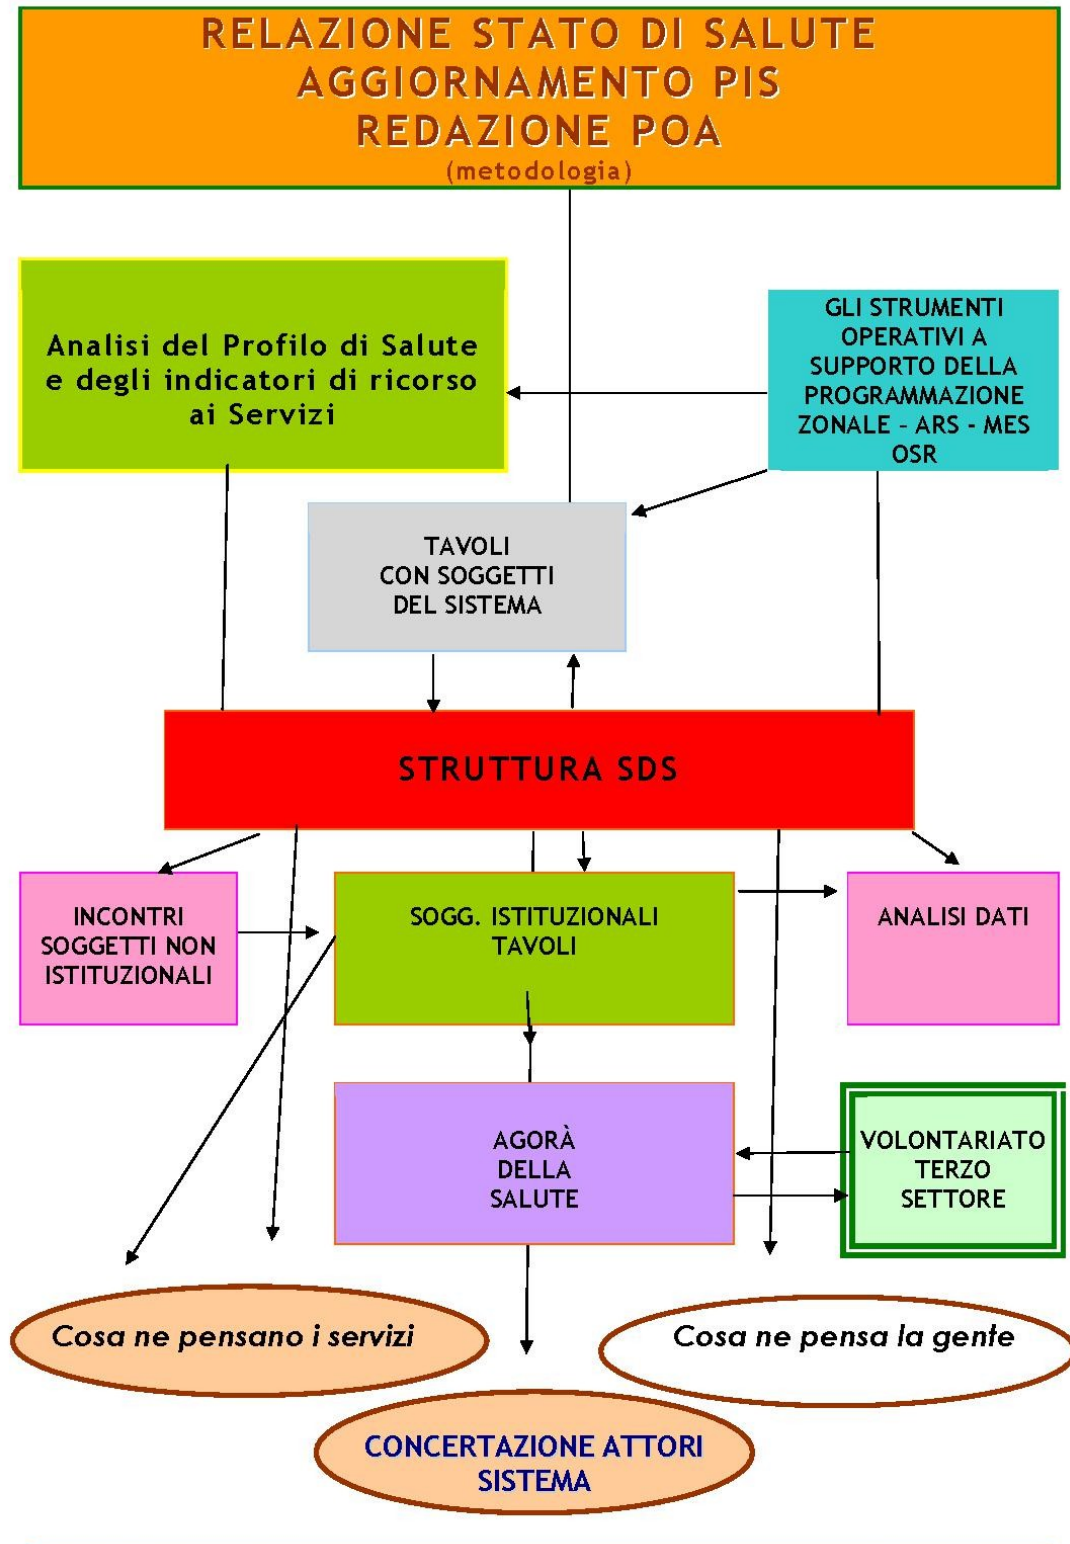 RELAZIONE STATO DI SALUTE
AGGIORNAMENTO PIS
REDAZIONE POA
(metodologia)
Analisi del Profilo di Salute
e degli indicatori di ricorso
ai Servizi
GLI STRUMENTI
OPERATIVI A
SUPPORTO DELLA
PROGRAMMAZIONE
ZONALE - ARS - MES
OSR
TAVOLI
CON SOGGETTI
DEL SISTEMA
STRUTTURA SDS
INCONTRI
SOGGETTI NON
ISTITUZIONALI
SOGG. ISTITUZIONALI
TAVOLI
ANALISI DATI
AGORÀ
DELLA
SALUTE
VOLONTARIATO
TERZO
SETTORE
Cosa ne pensano i servizi
Cosa ne pensa la gente
CONCERTAZIONE ATTORI
SISTEMA